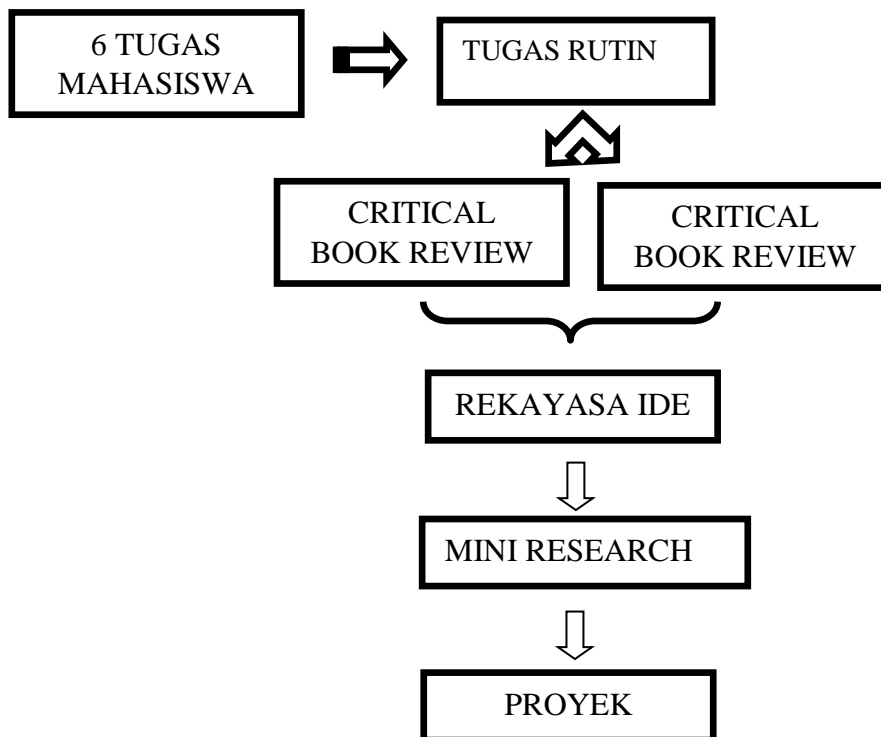 6 TUGAS
MAHASISWA
TUGAS RUTIN
CRITICAL
BOOK REVIEW
CRITICAL
BOOK REVIEW
REKAYASA IDE
MINI RESEARCH
PROYEK